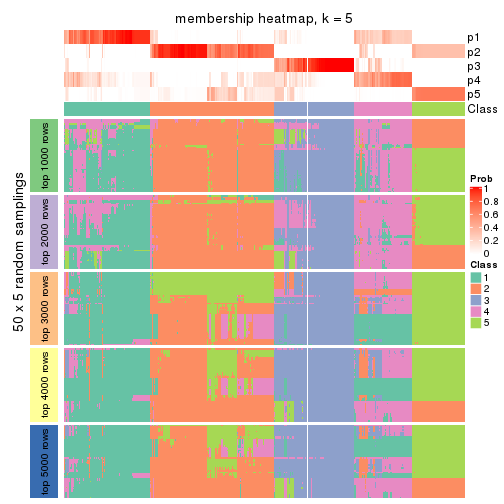 membership heatmap, k = 5
p1
p2
p3
p4
p5
Class
50 x 5 random samplings
top 1000 rows
top 2000 rows
top 3000 rows
top 4000 rows
top 5000 rows
Prob
1
0.8
0.6
0.4
0.2
0
Class
1
2
3
4
5